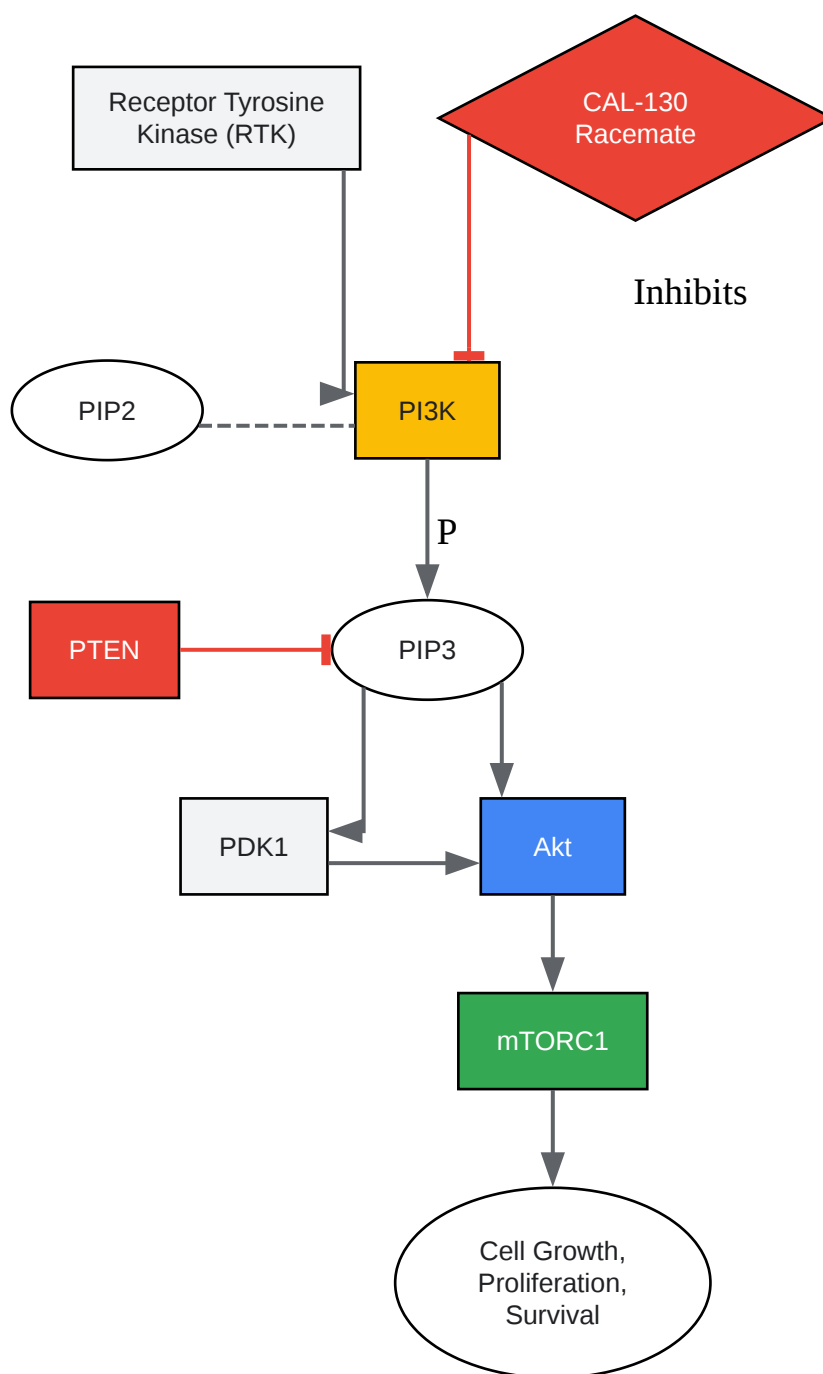 Receptor Tyrosine
Kinase (RTK)
CAL-130
Racemate
Inhibits
PIP2
PI3K
P
PTEN
PIP3
PDK1
Akt
mTORC1
Cell Growth,
Proliferation,
Survival